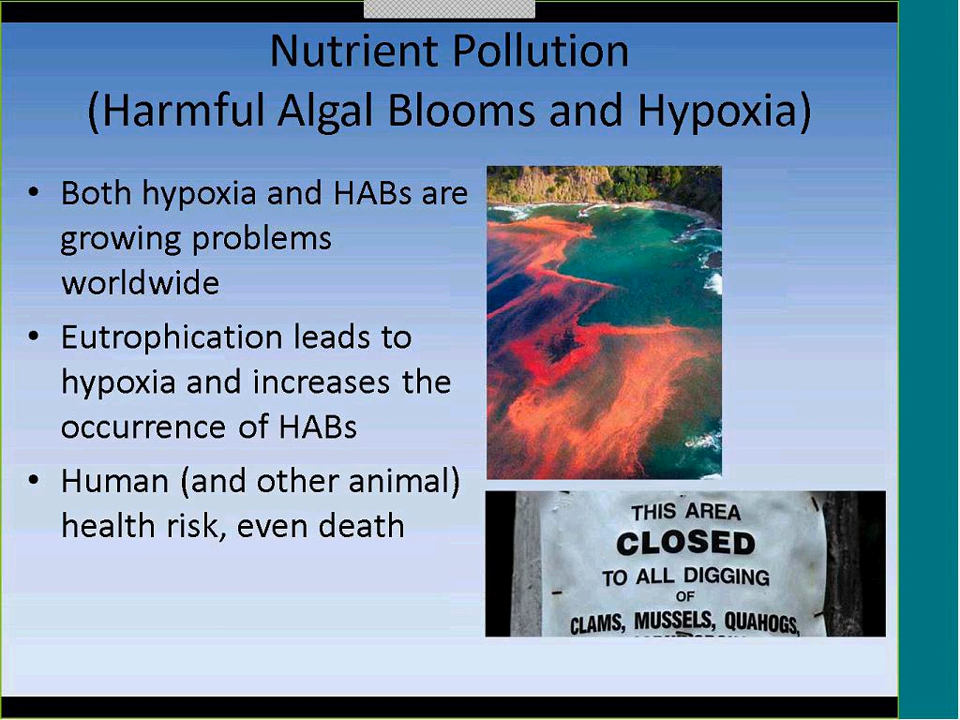 Nutrient Pollution
(Harmful Algal Blooms and Hypoxia)
• Both hypoxia and HABs are
growing problems
worldwide
• Eutrophication leads to
hypoxia and increases the
occurrence of HABs
• Human (and other animal)
health risk, even death
THIS AREA
CLOSED
TO ALL DIGGING
OF
CLAMS, MUSSELS, QUAHOGS,